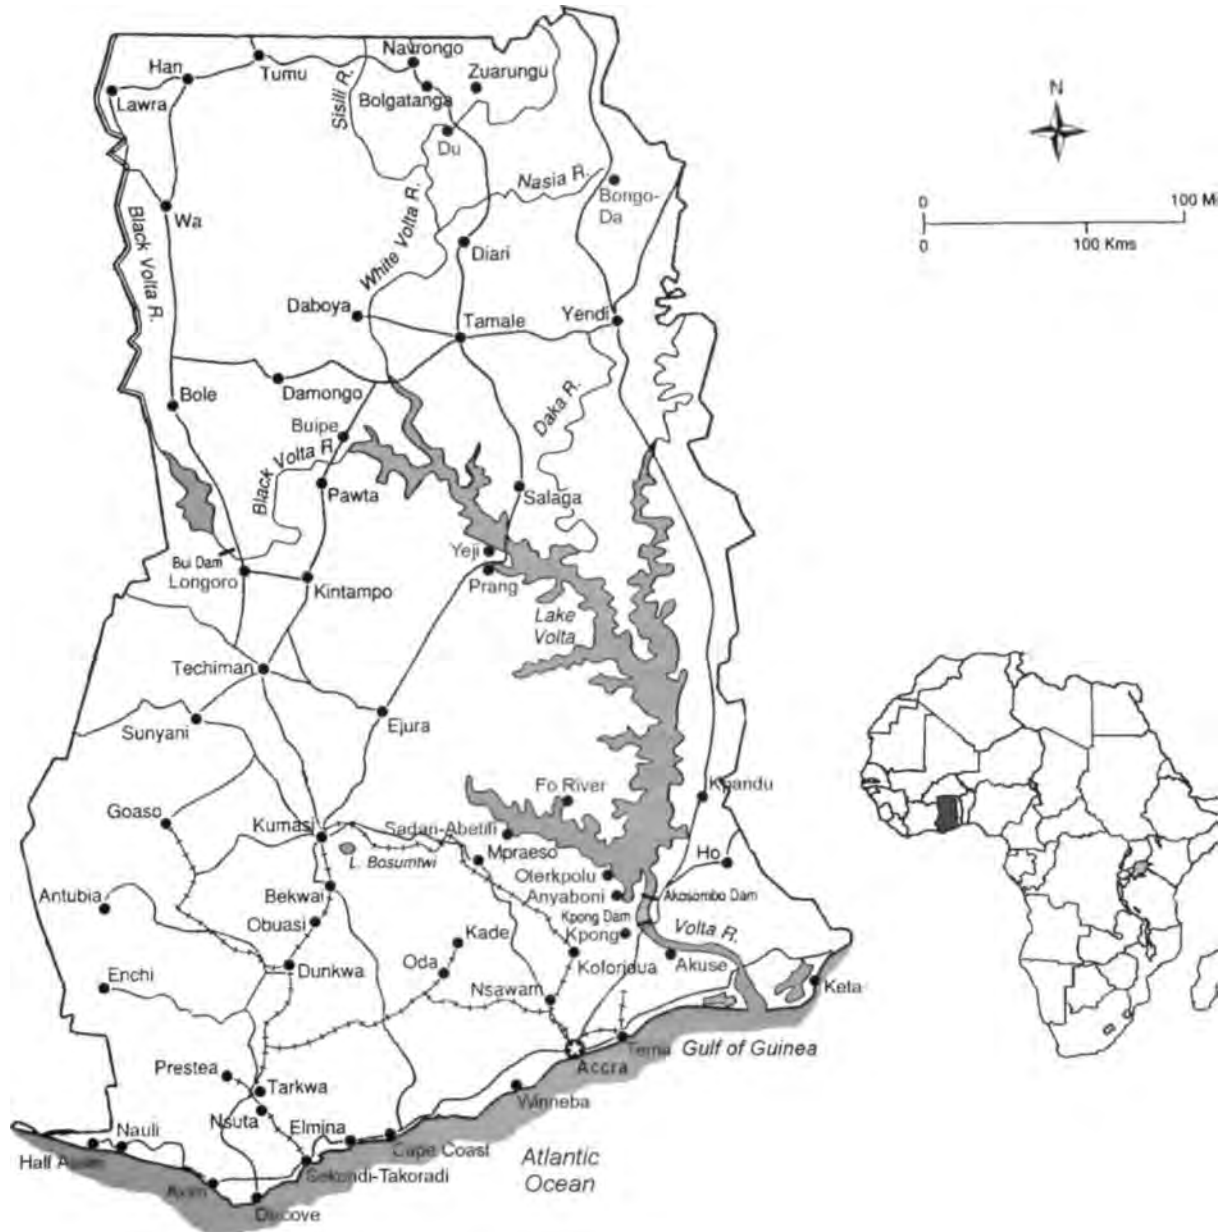 Navrongo
Han
Tumu
Zuarungu
Lawra
Sisili R.
Bolgatanga
Du
N
0
100 Mi
0
100 Kms
Nasia R.
Bongo-
Da
Wa
Black Volta R.
White Volta R.
Diari
Daboya
Tamale
Yendi
Bole
Damongo
Daka R.
Buipe
Black Volta R.
Pawta
Salaga
Yeji
Bui Dam
Longoro
Kintampo
Prang
Lake
Volta
Techiman
Sunyani
Ejura
Fo River
Kpandu
Goaso
Kumasi
Sadan-Abetifi
L. Bosumtwi
Mpraeso
Ho
Bekwai
Oterkpolu
Antubia
Anyaboni
Akosombo Dam
Obuasi
Kpong Dam
Volta R.
Kade
Kpong
Enchi
Dunkwa
Oda
Koforidua
Akuse
Nsawam
Keta
Tema
Gulf of Guinea
Prestea
Accra
Tarkwa
Winneba
Nsuta
Elmina
Nauli
Cape Coast
Half Assini
Atlantic
Ocean
Sekondi-Takoradi
Axim
Dixcove